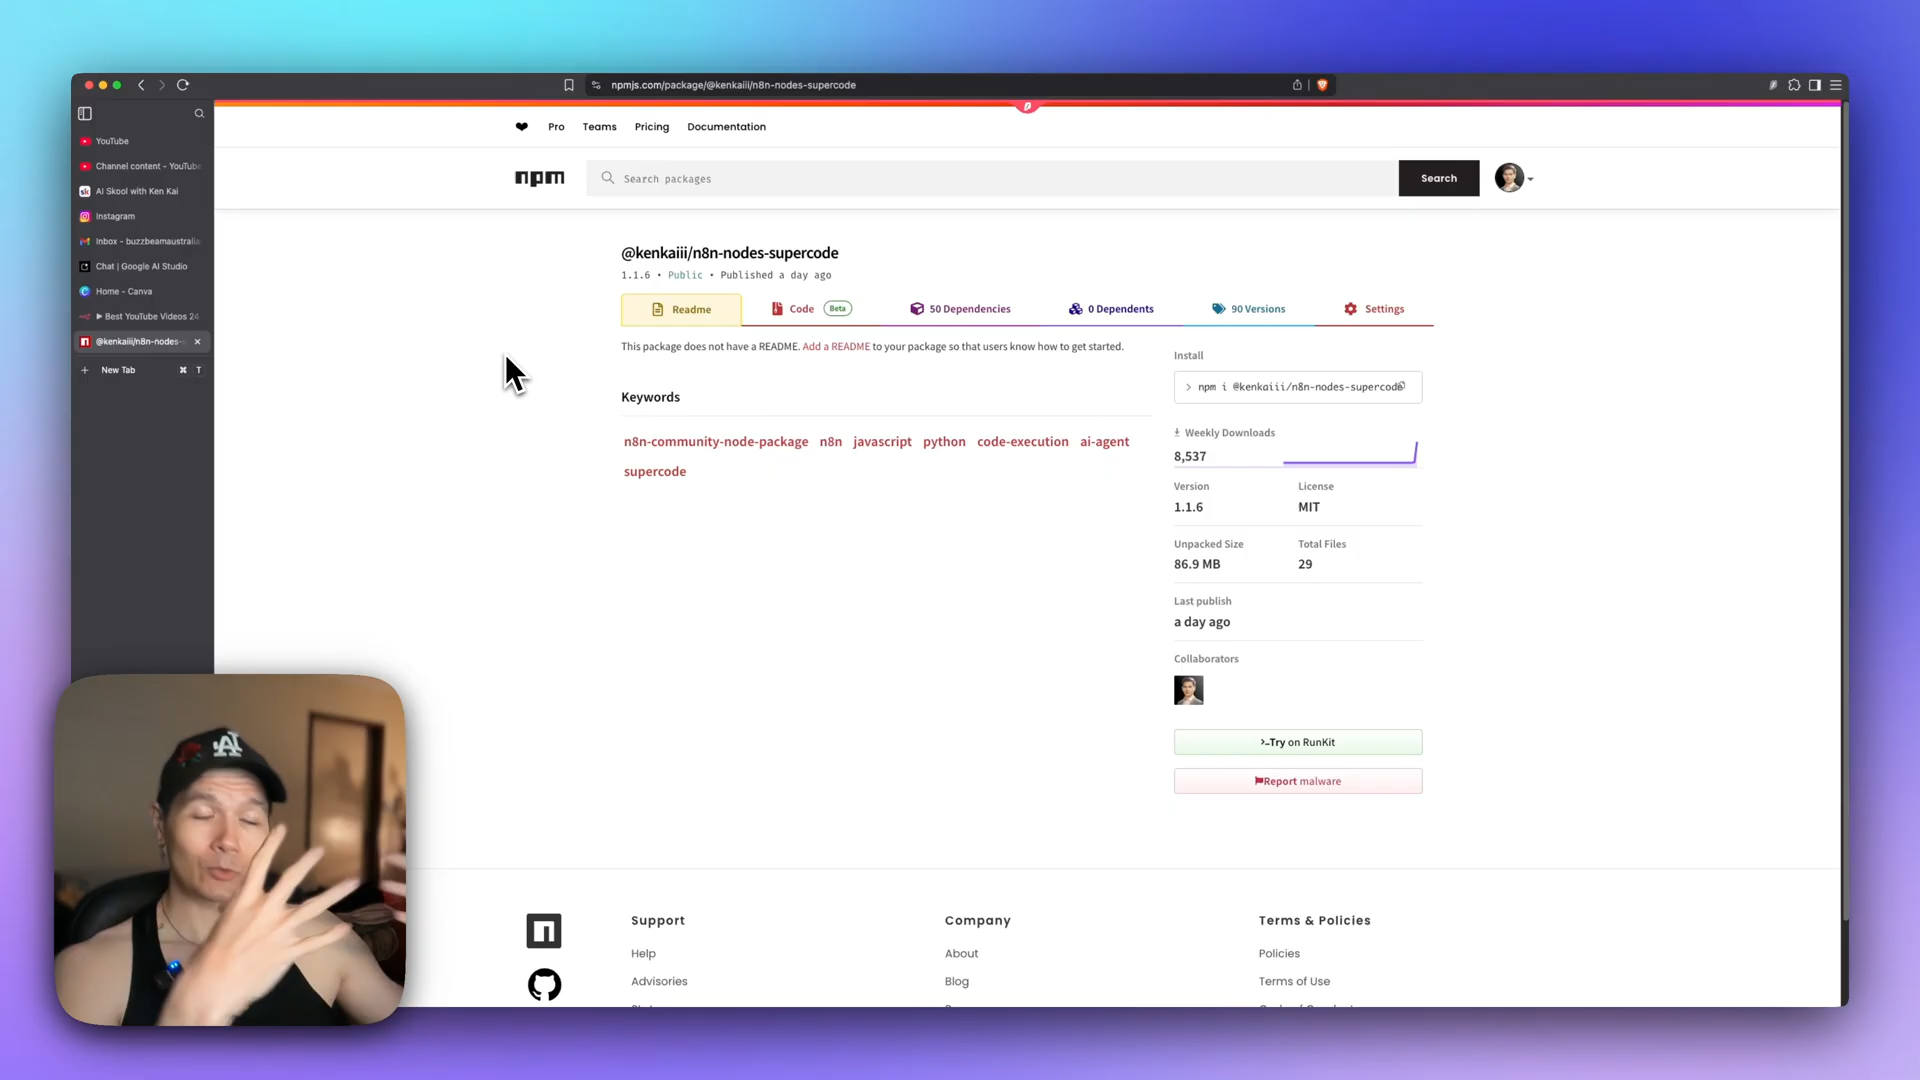 npmjs.com/package/@kenkaiii/n8n-nodes-supercode
YouTube
Channel content - YouTube
AI Skool with Ken Kai
Instagram
Inbox - buzzbeamaustralia
Chat | Google AI Studio
Home - Canva
▶ Best YouTube Videos 24
@kenkaiii/n8n-nodes-
New Tab ⌘ T
❤ Pro Teams Pricing Documentation
npm Search packages Search
@kenkaiii/n8n-nodes-supercode
1.1.6 • Public • Published a day ago
Readme Code Beta 50 Dependencies 0 Dependents 90 Versions Settings
This package does not have a README. Add a README to your package so that users know how to get started.
Keywords
n8n-community-node-package n8n javascript python code-execution ai-agent
supercode
Install
> npm i @kenkaiii/n8n-nodes-supercode
Weekly Downloads
8,537
Version License
1.1.6 MIT
Unpacked Size Total Files
86.9 MB 29
Last publish
a day ago
Collaborators
>_Try on RunKit
Report malware
Support Company Terms & Policies
Help About Policies
Advisories Blog Terms of Use